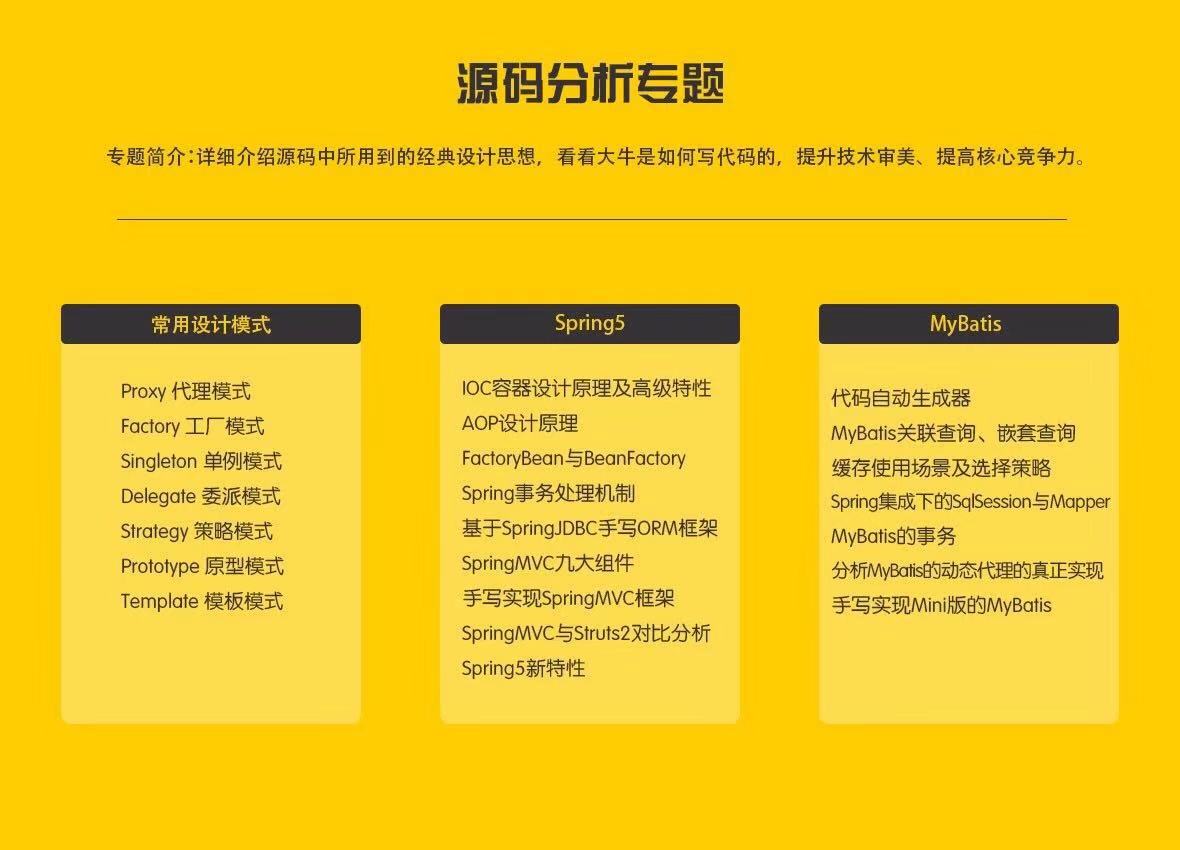 源码分析专题
专题简介:详细介绍源码中所用到的经典设计思想，看看大牛是如何写代码的，提升技术审美、提高核心竞争力。
常用设计模式
Proxy 代理模式
Factory 工厂模式
Singleton 单例模式
Delegate 委派模式
Strategy 策略模式
Prototype 原型模式
Template 模板模式
Spring5
IOC容器设计原理及高级特性
AOP设计原理
FactoryBean与BeanFactory
Spring事务处理机制
基于SpringJDBC手写ORM框架
SpringMVC九大组件
手写实现SpringMVC框架
SpringMVC与Struts2对比分析
Spring5新特性
MyBatis
代码自动生成器
MyBatis关联查询、嵌套查询
缓存使用场景及选择策略
Spring集成下的SqlSession与Mapper
MyBatis的事务
分析MyBatis的动态代理的真正实现
手写实现Mini版的MyBatis